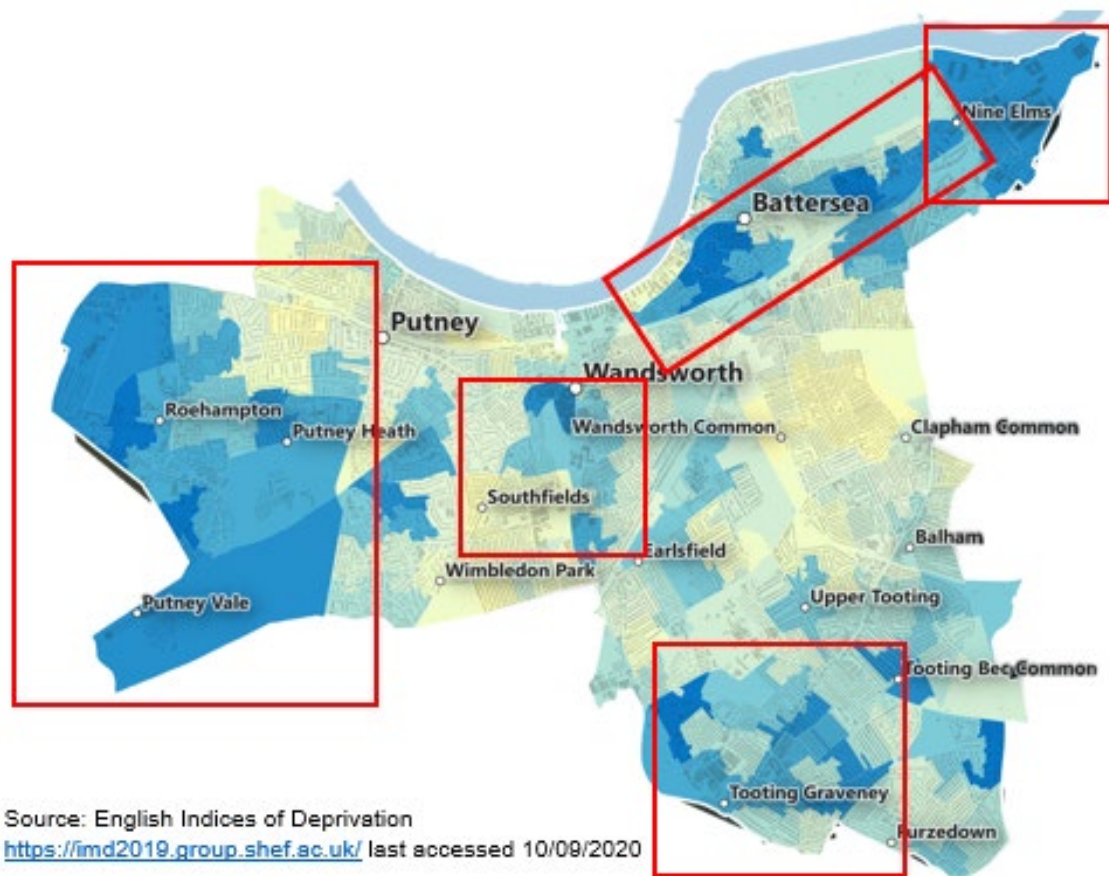 Nine Elms
Battersea
Putney
Wandsworth
Roehampton
Putney Heath
Wandsworth Common
Clapham Common
Southfields
Balham
Earlsfield
Wimbledon Park
Putney Vale
Upper Tooting
Tooting Bec Common
Tooting Graveney
Furzedown
Source: English Indices of Deprivation
https://imd2019.group.shef.ac.uk/ last accessed 10/09/2020